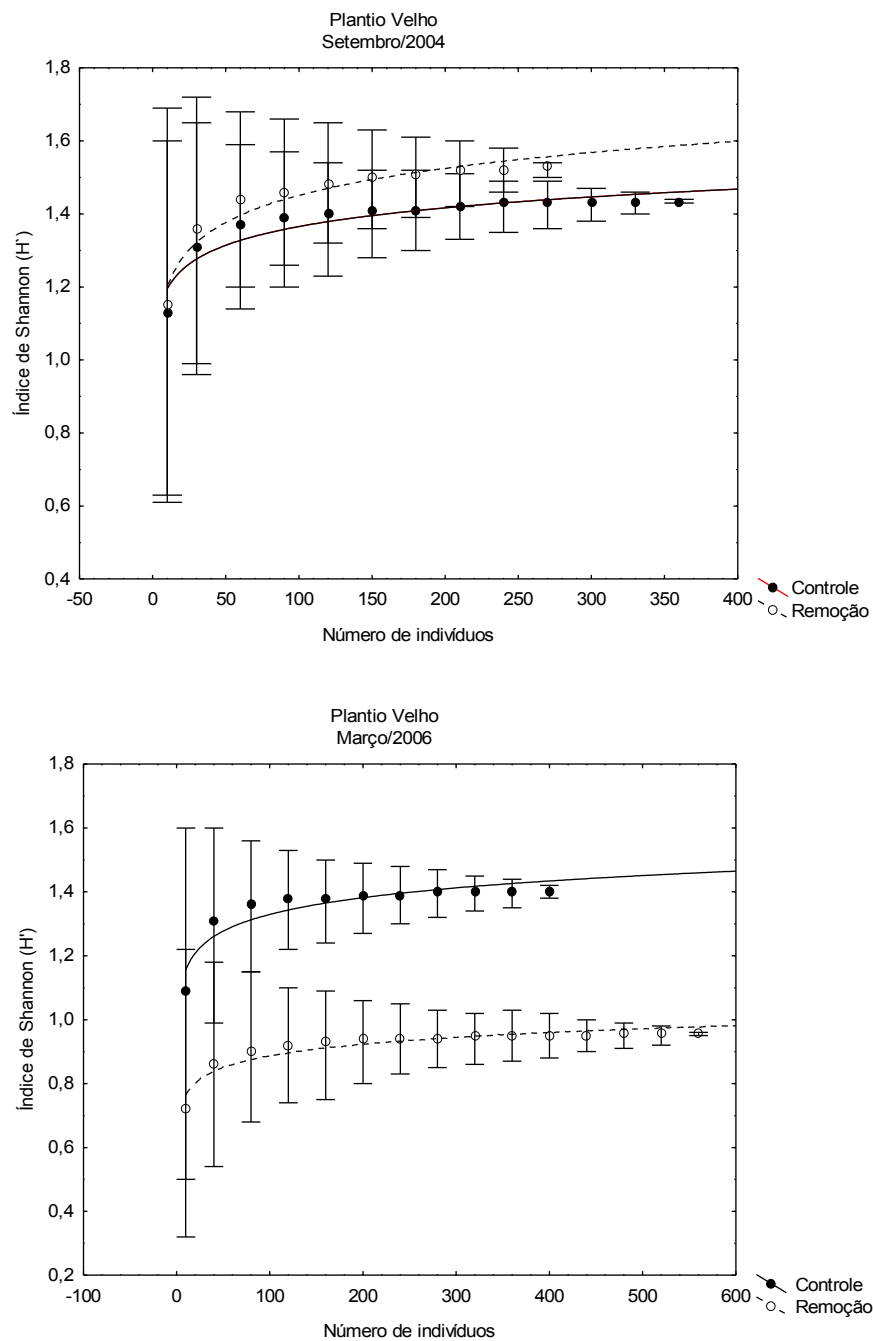 Plantio Velho
Setembro/2004
1,8
1,6
1,4
1,2
1,0
0,8
0,6
0,4
Índice de Shannon (H`)
-50 0 50 100 150 200 250 300 350 400
Número de indivíduos
Controle
Remoção
Plantio Velho
Março/2006
1,8
1,6
1,4
1,2
1,0
0,8
0,6
0,4
0,2
Índice de Shannon (H')
-100 0 100 200 300 400 500 600
Número de indivíduos
Controle
Remoção